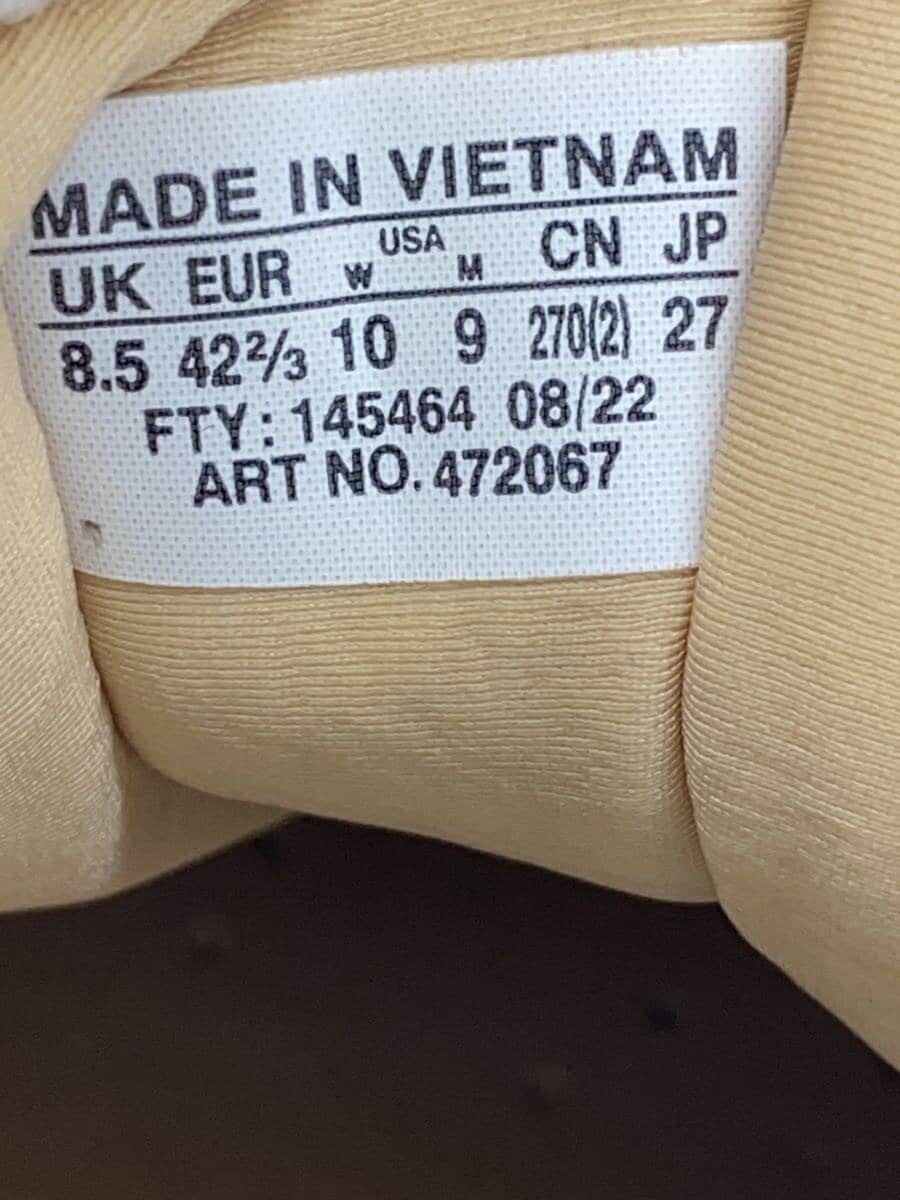 MADE IN VIETNAM
UK EUR W USA M CN JP
8.5 42⅔ 10 9 270(2) 27
FTY: 145464 08/22
ART NO. 472067